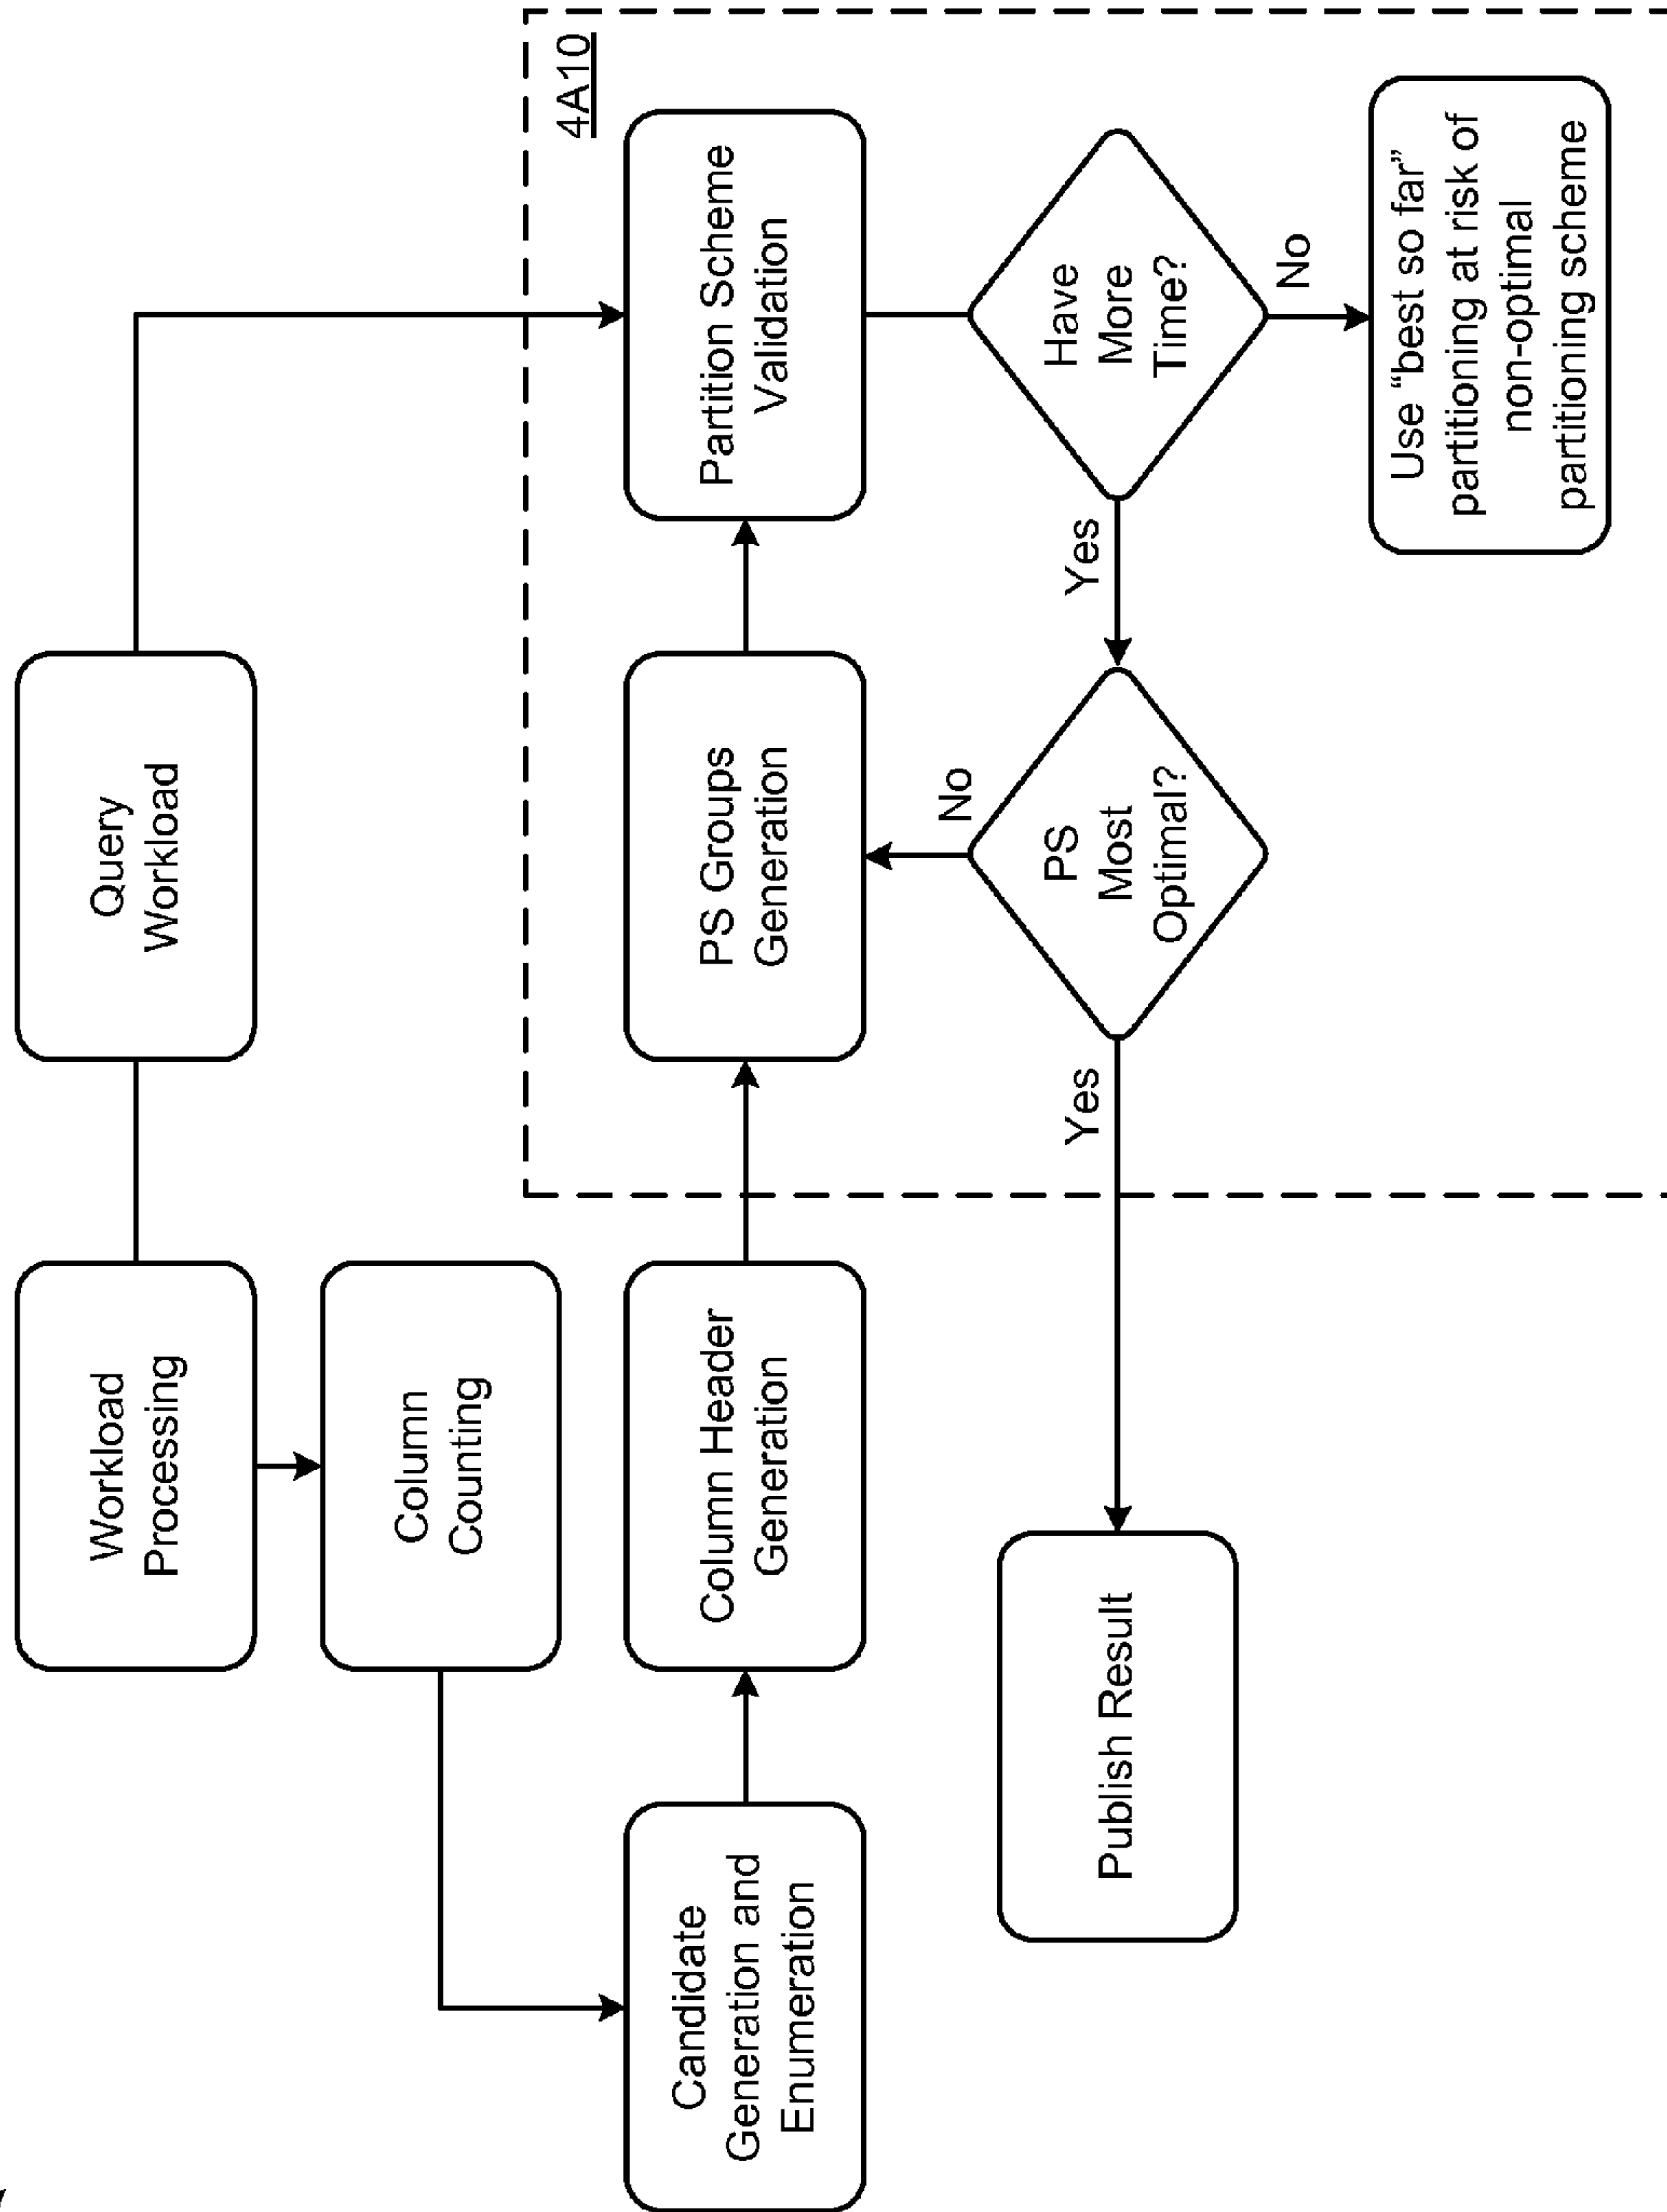 Workload
Processing
Query
Workload
Column
Counting
4A10
Candidate
Generation and
Enumeration
Column Header
Generation
PS Groups
Generation
Partition Scheme
Validation
No
Publish Result
Yes
PS
Most
Optimal?
Yes
Have
More
Time?
No
Use “best so far”
partitioning at risk of
non-optimal
partitioning scheme